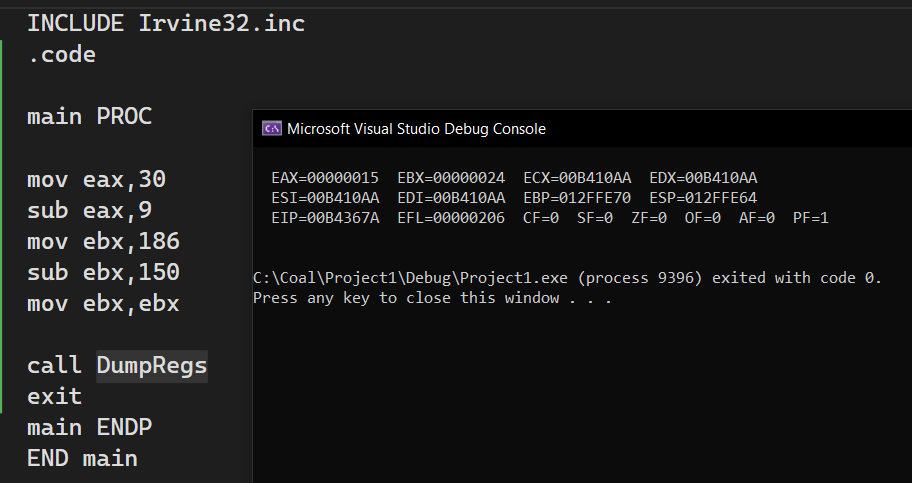 INCLUDE Irvine32.inc
.code
main PROC
mov eax,30
sub eax,9
mov ebx,186
sub ebx,150
mov ebx,ebx
call DumpRegs
exit
main ENDP
END main
C:\ Microsoft Visual Studio Debug Console
EAX=00000015 EBX=00000024 ECX=00B410AA EDX=00B410AA
ESI=00B410AA EDI=00B410AA EBP=012FFE70 ESP=012FFE64
EIP=00B4367A EFL=00000206 CF=0 SF=0 ZF=0 OF=0 AF=0 PF=1
C:\Coal\Project1\Debug\Project1.exe (process 9396) exited with code 0.
Press any key to close this window . . .